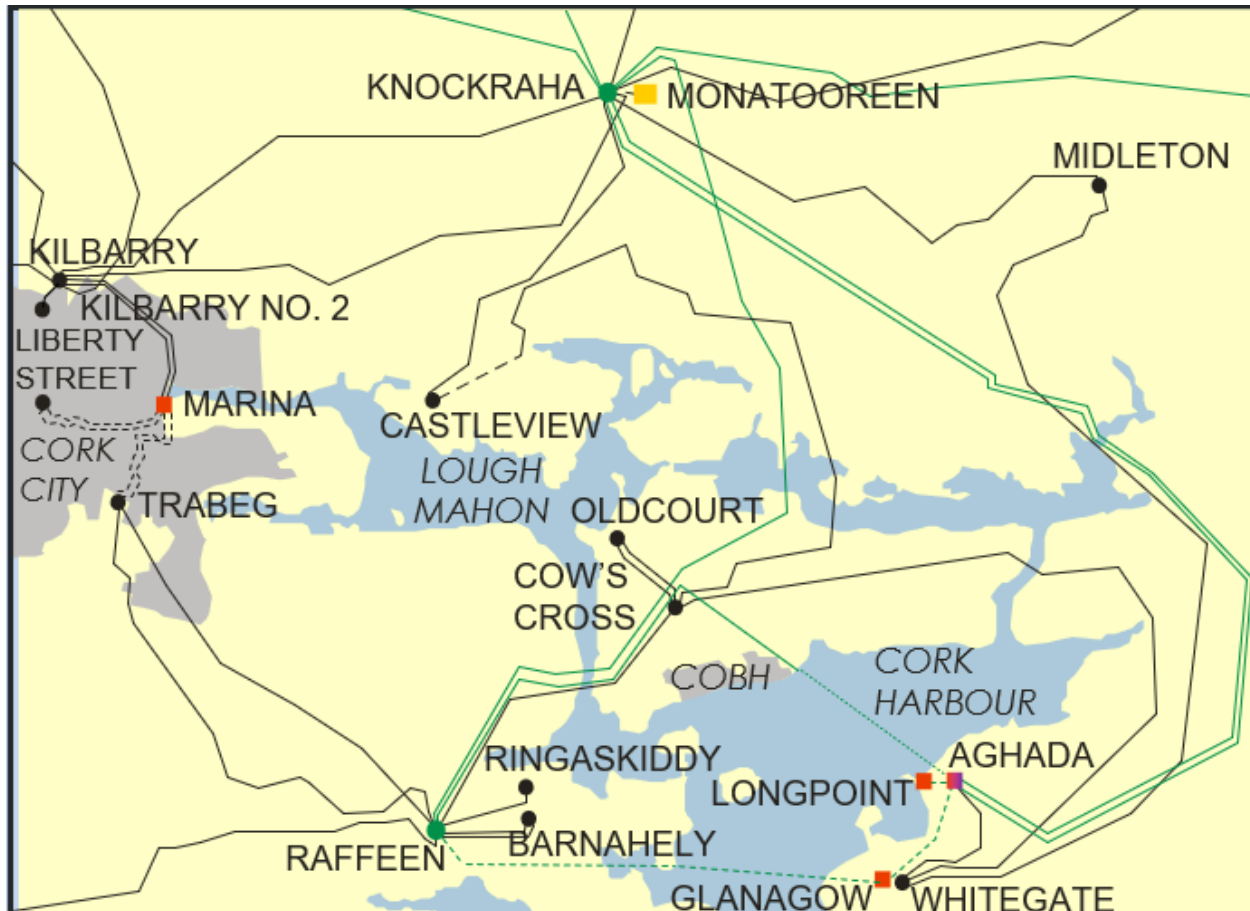 KNOCKRAHA
MONATOOREEN
MIDLETON
KILBARRY
KILBARRY NO. 2
LIBERTY
STREET
MARINA
CASTLEVIEW
CORK
CITY
LOUGH
MAHON
TRABEG
OLDCOURT
COW'S
CROSS
COBH
CORK
HARBOUR
RINGASKIDDY
AGHADA
LONGPOINT
BARNAHELY
RAFFEEN
GLANAGOW
WHITEGATE